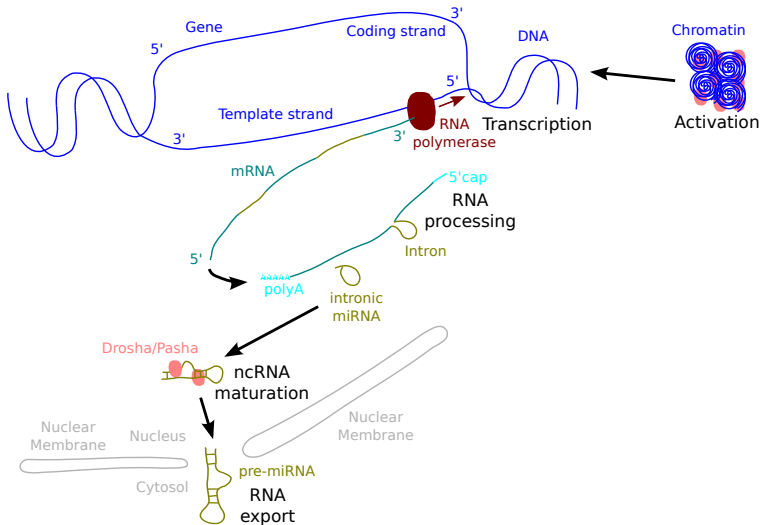 3'
Gene
Coding strand
5'
DNA
Chromatin
5'
Template strand
3'
3'
RNA
polymerase
Transcription
Activation
mRNA
5'cap
RNA
processing
5'
Intron
AAAAA
polyA
intronic
miRNA
Drosha/Pasha
ncRNA
maturation
Nuclear
Membrane
Nucleus
Nuclear
Membrane
pre-miRNA
Cytosol
RNA
export